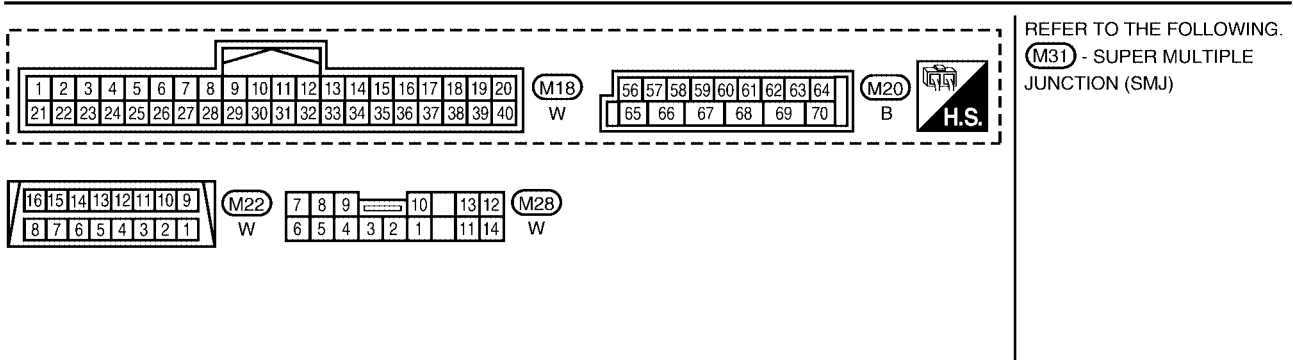 1 2 3 4 5 6 7 8 9 10 11 12 13 14 15 16 17 18 19 20
21 22 23 24 25 26 27 28 29 30 31 32 33 34 35 36 37 38 39 40
M18
W
56 57 58 59 60 61 62 63 64
65 66 67 68 69 70
M20
B
H.S.
REFER TO THE FOLLOWING.
M31 - SUPER MULTIPLE
JUNCTION (SMJ)
16 15 14 13 12 11 10 9
8 7 6 5 4 3 2 1
M22
W
7 8 9 10 13 12
6 5 4 3 2 1 11 14
M28
W